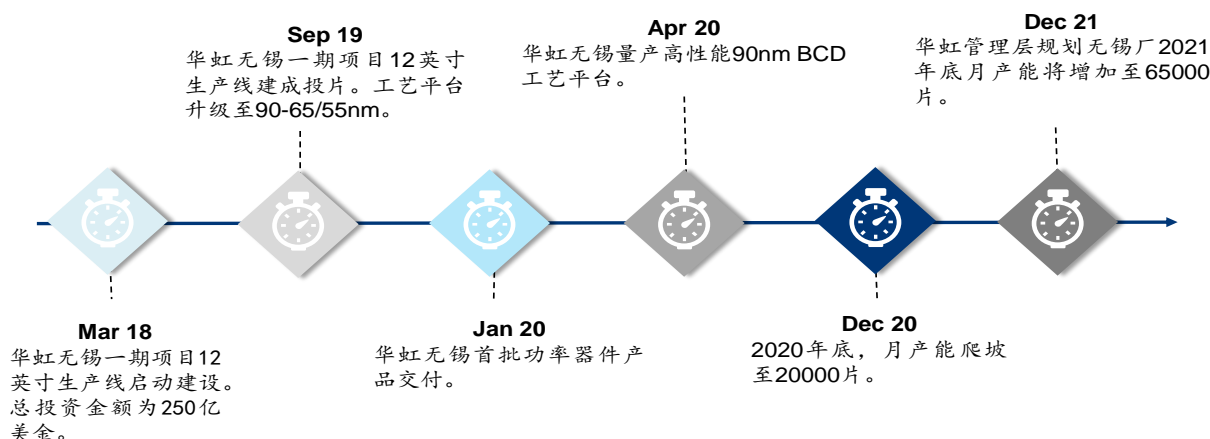 Sep 19
华虹无锡一期项目12英寸
生产线建成投片。工艺平台
升级至90-65/55nm。
Apr 20
华虹无锡量产高性能90nm BCD
工艺平台。
Dec 21
华虹管理层规划无锡厂2021
年底月产能将增加至65000
片。
Mar 18
华虹无锡一期项目12
英寸生产线启动建设。
总投资金额为250亿
美金。
Jan 20
华虹无锡首批功率器件产
品交付。
Dec 20
2020年底，月产能爬坡
至20000片。